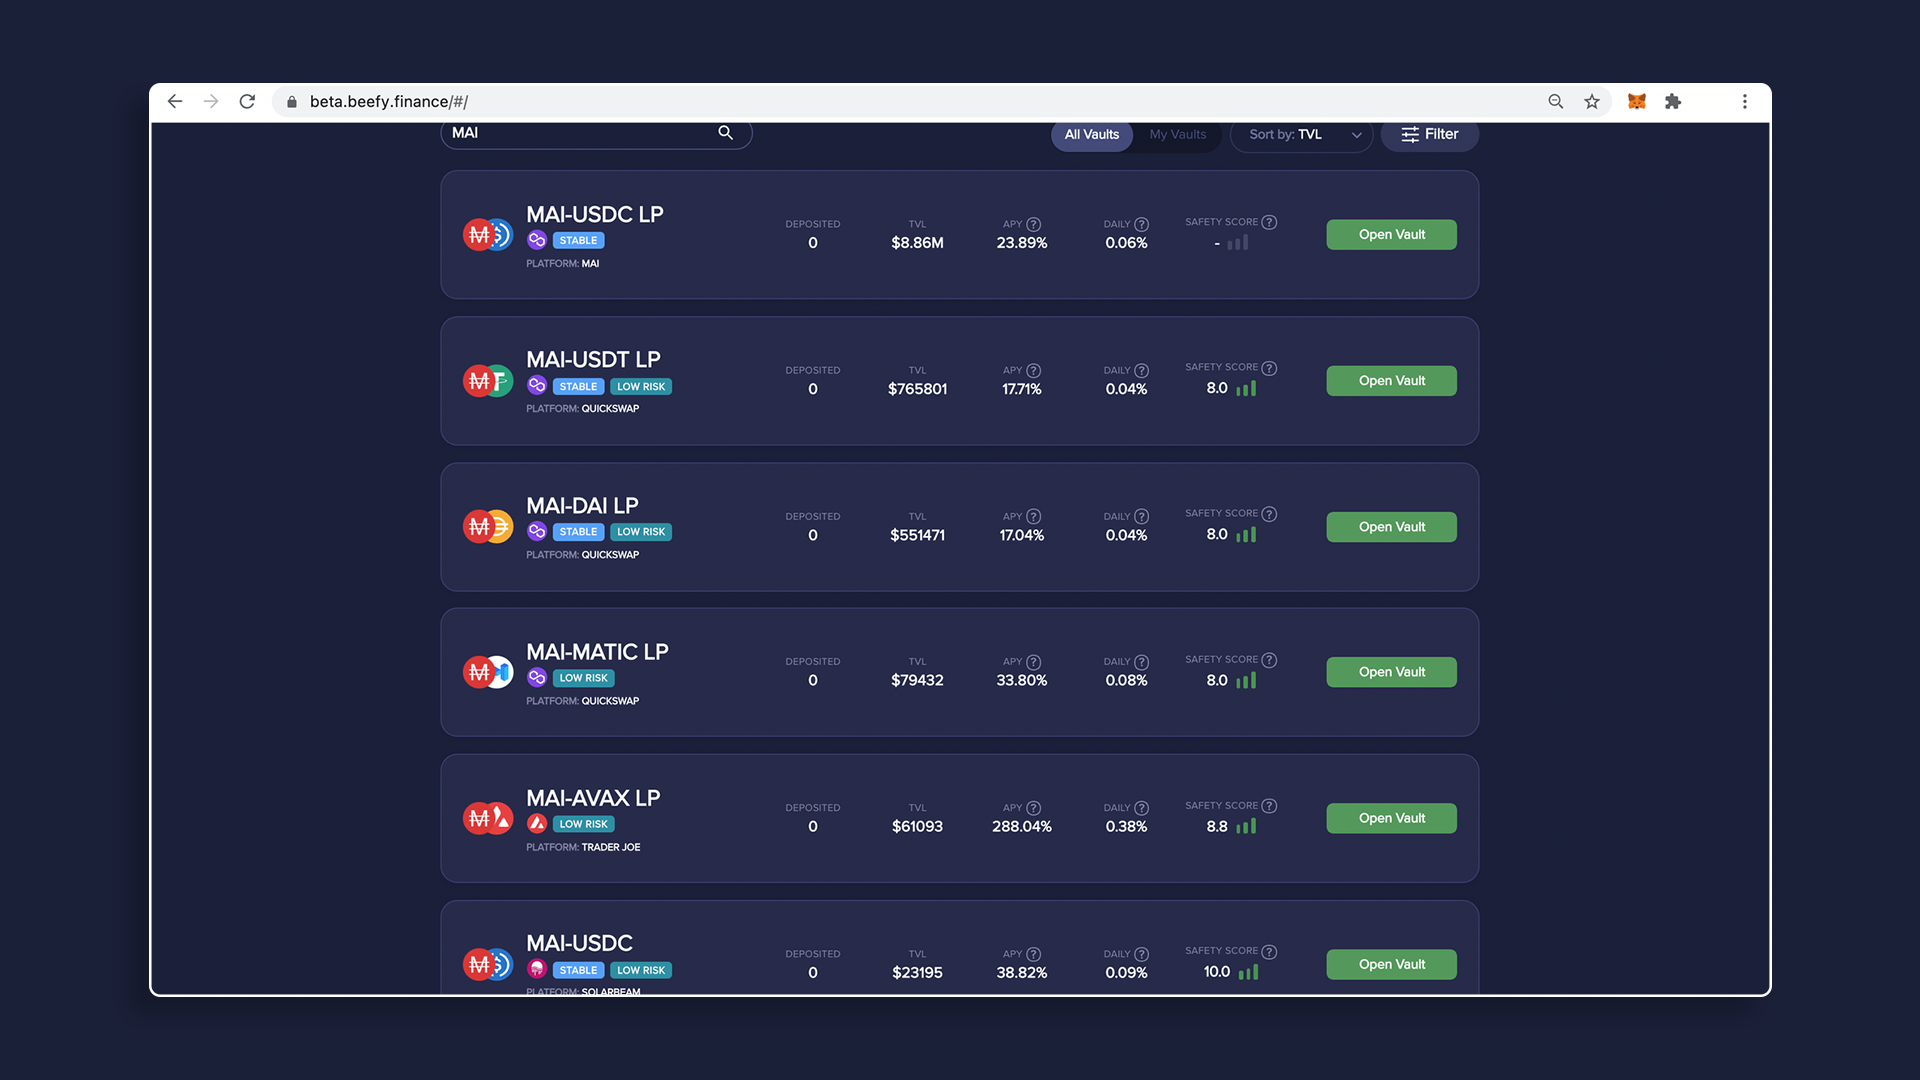 beta.beefy.finance/#/
MAI
All Vaults
My Vaults
Sort by: TVL
Filter
MAI-USDC LP
STABLE
PLATFORM: MAI
DEPOSITED
0
TVL
$8.86M
APY ?
23.89%
DAILY ?
0.06%
SAFETY SCORE ?
-
Open Vault
MAI-USDT LP
STABLE LOW RISK
PLATFORM: QUICKSWAP
DEPOSITED
0
TVL
$765801
APY ?
17.71%
DAILY ?
0.04%
SAFETY SCORE ?
8.0
Open Vault
MAI-DAI LP
STABLE LOW RISK
PLATFORM: QUICKSWAP
DEPOSITED
0
TVL
$551471
APY ?
17.04%
DAILY ?
0.04%
SAFETY SCORE ?
8.0
Open Vault
MAI-MATIC LP
LOW RISK
PLATFORM: QUICKSWAP
DEPOSITED
0
TVL
$79432
APY ?
33.80%
DAILY ?
0.08%
SAFETY SCORE ?
8.0
Open Vault
MAI-AVAX LP
LOW RISK
PLATFORM: TRADER JOE
DEPOSITED
0
TVL
$61093
APY ?
288.04%
DAILY ?
0.38%
SAFETY SCORE ?
8.8
Open Vault
MAI-USDC
STABLE LOW RISK
PLATFORM: SOLARBEAM
DEPOSITED
0
TVL
$23195
APY ?
38.82%
DAILY ?
0.09%
SAFETY SCORE ?
10.0
Open Vault